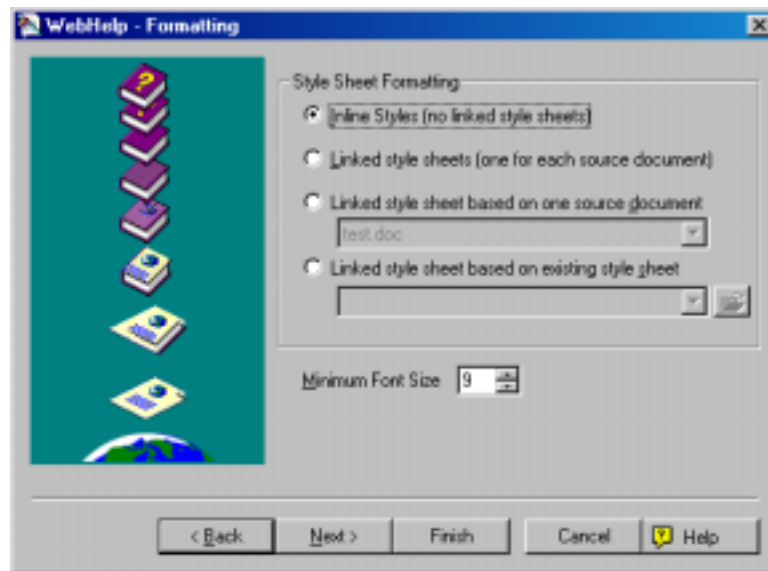 WebHelp - Formatting
Style Sheet Formatting
Inline Styles (no linked style sheets)
Linked style sheets (one for each source document)
Linked style sheet based on one source document
test.doc
Linked style sheet based on existing style sheet
Minimum Font Size 9
< Back Next > Finish Cancel Help